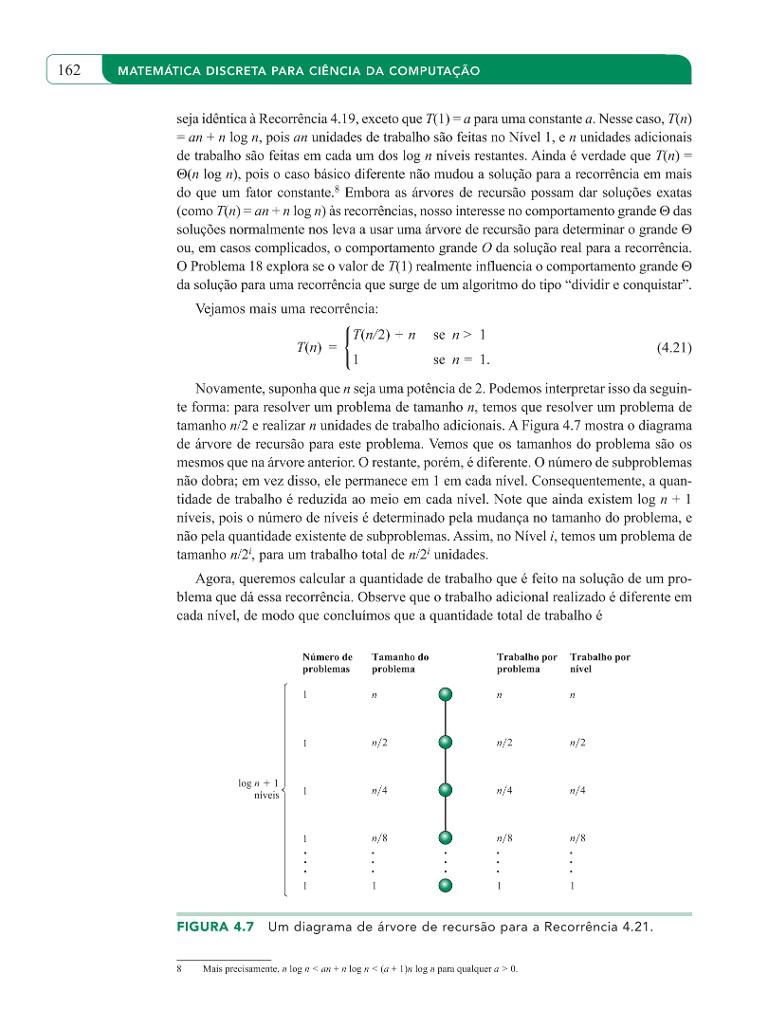 162
MATEMÁTICA DISCRETA PARA CIÊNCIA DA COMPUTAÇÃO
seja idêntica à Recorrência 4.19, exceto que T(1) = a para uma constante a. Nesse caso, T(n)
= an + n log n, pois an unidades de trabalho são feitas no Nível 1, e n unidades adicionais
de trabalho são feitas em cada um dos log n níveis restantes. Ainda é verdade que T(n) =
Θ(n log n), pois o caso básico diferente não mudou a solução para a recorrência em mais
do que um fator constante.⁸ Embora as árvores de recursão possam dar soluções exatas
(como T(n) = an + n log n) às recorrências, nosso interesse no comportamento grande Θ das
soluções normalmente nos leva a usar uma árvore de recursão para determinar o grande Θ
ou, em casos complicados, o comportamento grande O da solução real para a recorrência.
O Problema 18 explora se o valor de T(1) realmente influencia o comportamento grande Θ
da solução para uma recorrência que surge de um algoritmo do tipo “dividir e conquistar”.
Vejamos mais uma recorrência:
T(n/2) + n se n > 1
T(n) = { (4.21)
1 se n = 1.
Novamente, suponha que n seja uma potência de 2. Podemos interpretar isso da seguin-
te forma: para resolver um problema de tamanho n, temos que resolver um problema de
tamanho n/2 e realizar n unidades de trabalho adicionais. A Figura 4.7 mostra o diagrama
de árvore de recursão para este problema. Vemos que os tamanhos do problema são os
mesmos que na árvore anterior. O restante, porém, é diferente. O número de subproblemas
não dobra; em vez disso, ele permanece em 1 em cada nível. Consequentemente, a quan-
tidade de trabalho é reduzida ao meio em cada nível. Note que ainda existem log n + 1
níveis, pois o número de níveis é determinado pela mudança no tamanho do problema, e
não pela quantidade existente de subproblemas. Assim, no Nível i, temos um problema de
tamanho n/2ⁱ, para um trabalho total de n/2ⁱ unidades.
Agora, queremos calcular a quantidade de trabalho que é feito na solução de um pro-
blema que dá essa recorrência. Observe que o trabalho adicional realizado é diferente em
cada nível, de modo que concluímos que a quantidade total de trabalho é
Número de Tamanho do Trabalho por Trabalho por
problemas problema problema nível
1 n n n
1 n/2 n/2 n/2
log n + 1
níveis
1 n/4 n/4 n/4
1 n/8 n/8 n/8
1 1 1 1
FIGURA 4.7 Um diagrama de árvore de recursão para a Recorrência 4.21.
8 Mais precisamente, n log n < an + n log n < (a + 1)n log n para qualquer a > 0.